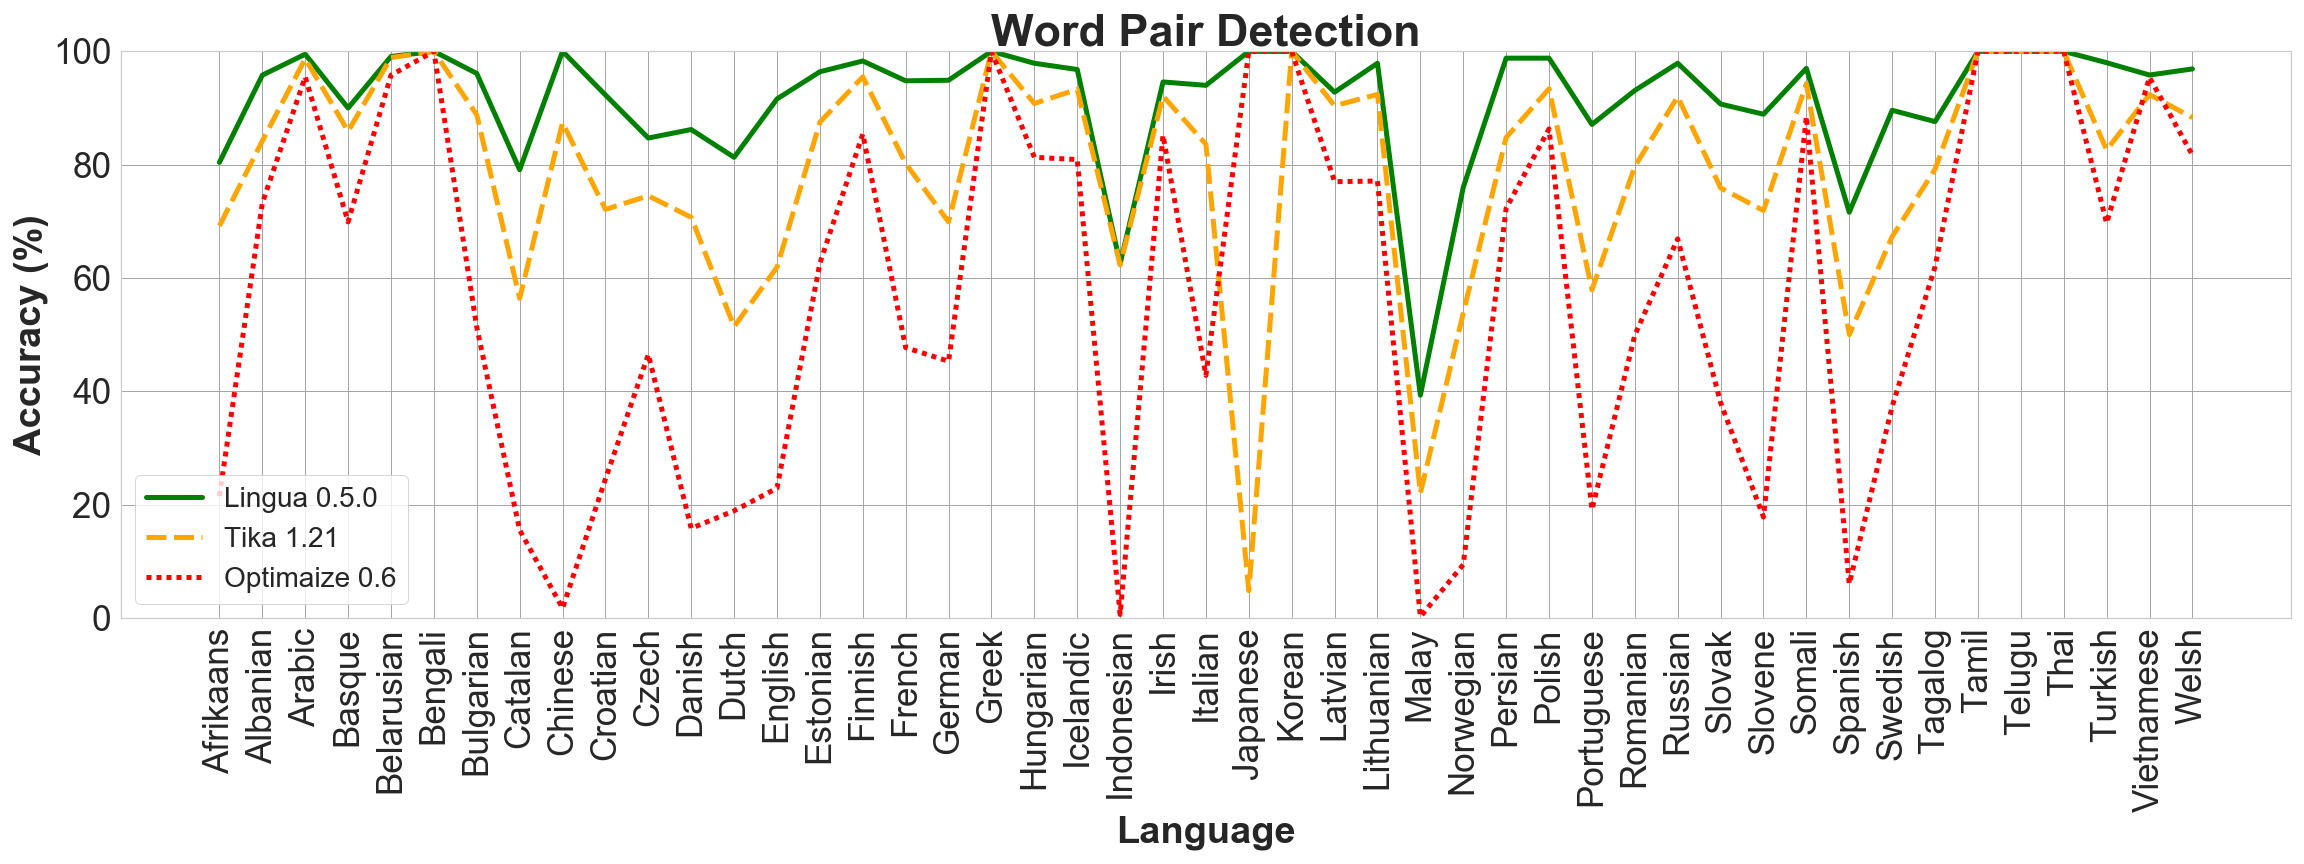 Word Pair Detection
Accuracy (%)
100
80
60
40
20
0
Lingua 0.5.0
Tika 1.21
Optimaize 0.6
Afrikaans
Albanian
Arabic
Basque
Belarusian
Bengali
Bulgarian
Catalan
Chinese
Croatian
Czech
Danish
Dutch
English
Estonian
Finnish
French
German
Greek
Hungarian
Icelandic
Indonesian
Irish
Italian
Japanese
Korean
Latvian
Lithuanian
Malay
Norwegian
Persian
Polish
Portuguese
Romanian
Russian
Slovak
Slovene
Somali
Spanish
Swedish
Tagalog
Tamil
Telugu
Thai
Turkish
Vietnamese
Welsh
Language